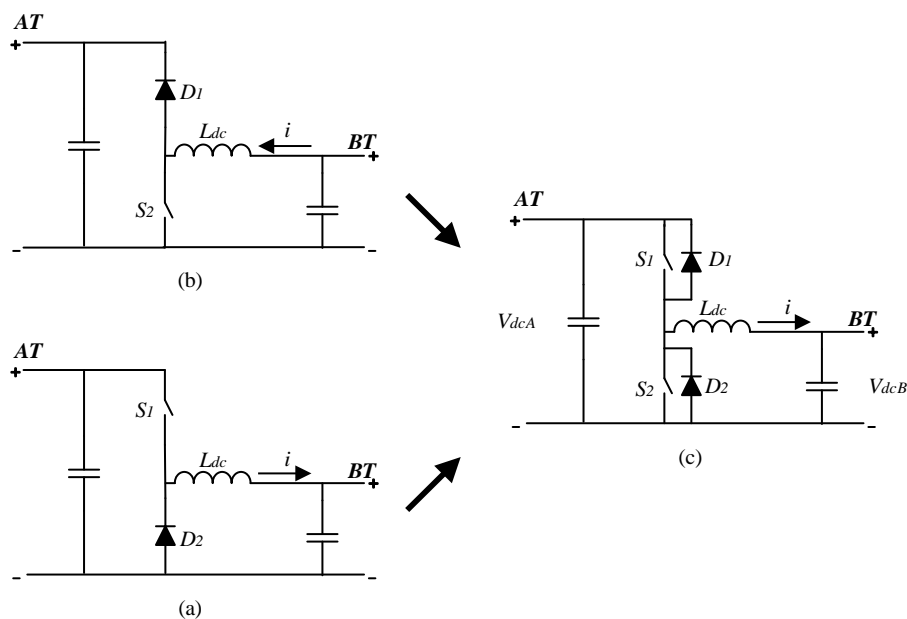 AT
+
D1
Ldc
i
BT
+
S2
-
-
(b)
AT
+
S1
Ldc
i
BT
+
D2
-
-
(a)
AT
+
S1
D1
VdcA
Ldc
i
BT
+
S2
D2
VdcB
-
-
(c)